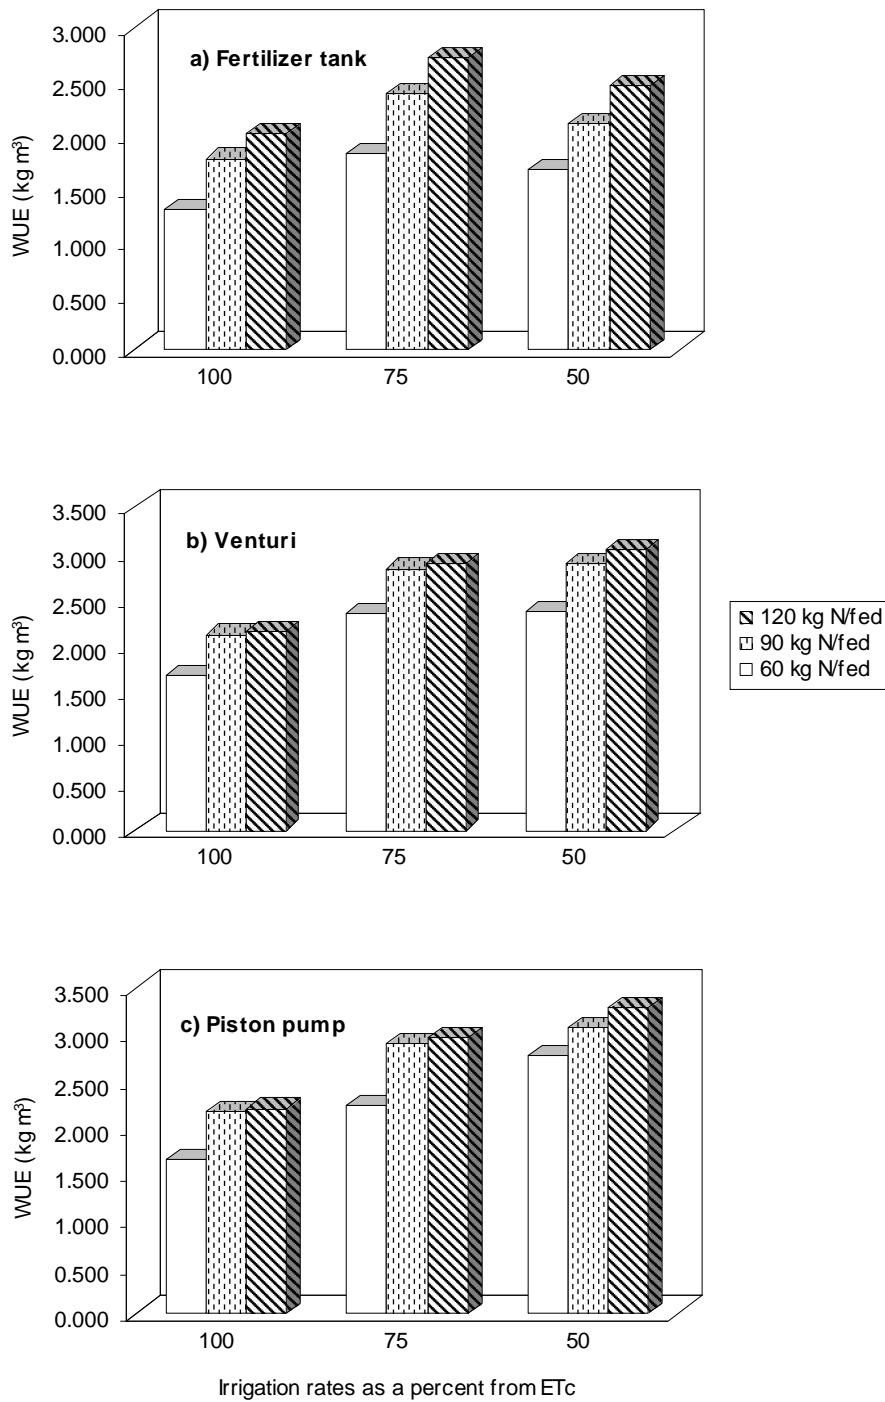 a) Fertilizer tank
WUE (kg m³)
3.000
2.500
2.000
1.500
1.000
0.500
0.000
100 75 50
b) Venturi
WUE (kg m³)
3.500
3.000
2.500
2.000
1.500
1.000
0.500
0.000
100 75 50
120 kg N/fed
90 kg N/fed
60 kg N/fed
c) Piston pump
WUE (kg m³)
3.500
3.000
2.500
2.000
1.500
1.000
0.500
0.000
100 75 50
Irrigation rates as a percent from ETc